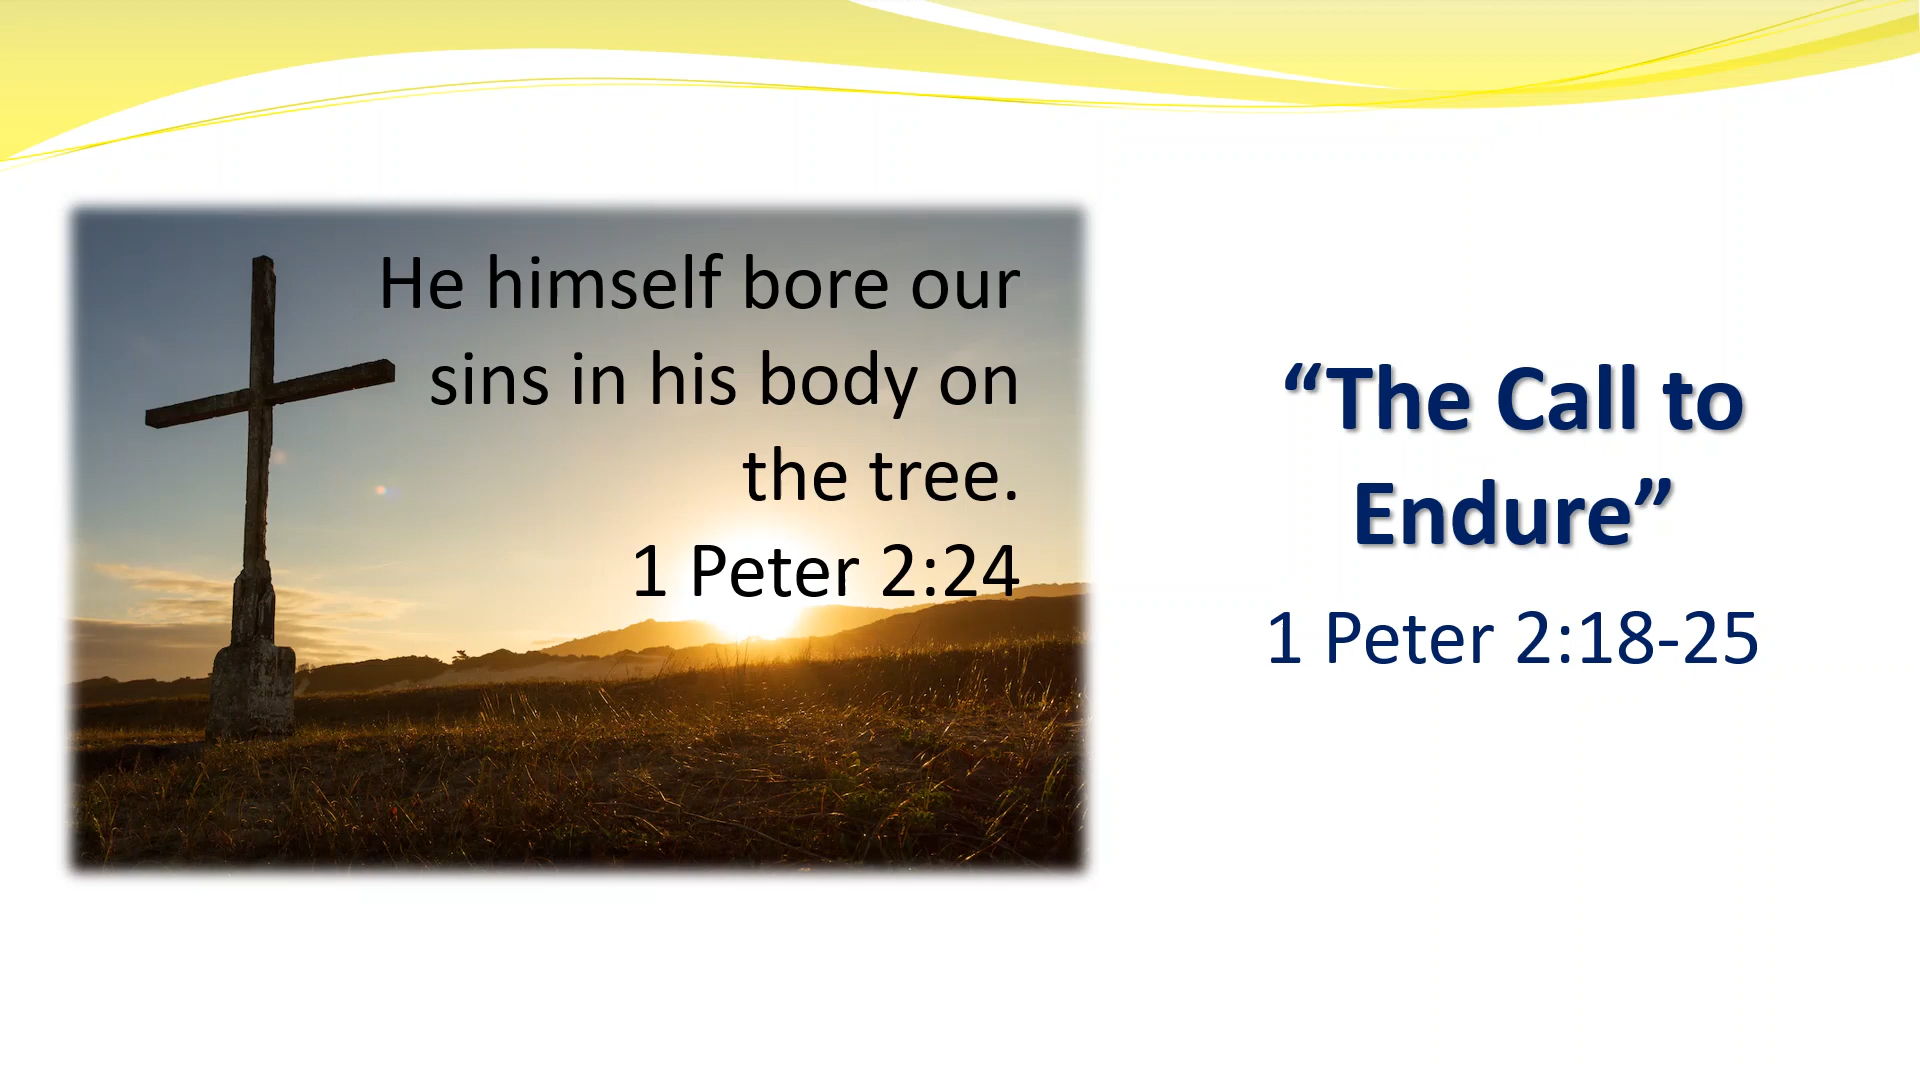 He himself bore our
sins in his body on
the tree.
1 Peter 2:24
“The Call to
Endure”
1 Peter 2:18-25